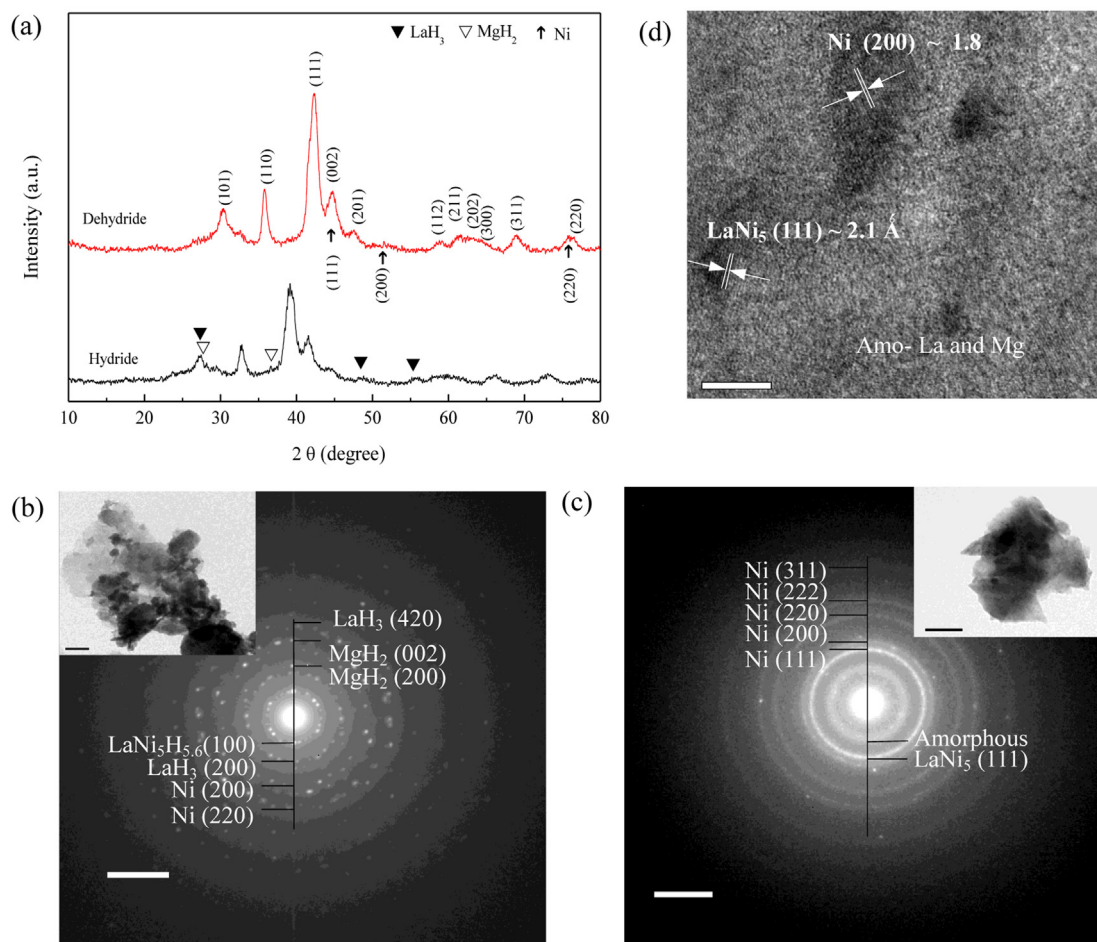 (a)
▼ LaH3 ▽ MgH2 ↑ Ni
Intensity (a.u.)
Dehydride
(101)
(110)
(111)
(002)
(201)
(112)
(211)
(202)
(300)
(311)
(220)
(111)
(200)
(220)
Hydride
10 20 30 40 50 60 70 80
2 θ (degree)
(d)
Ni (200) ~ 1.8
LaNi5 (111) ~ 2.1 Å
Amo- La and Mg
(b)
LaH3 (420)
MgH2 (002)
MgH2 (200)
LaNi5H5.6(100)
LaH3 (200)
Ni (200)
Ni (220)
(c)
Ni (311)
Ni (222)
Ni (220)
Ni (200)
Ni (111)
Amorphous
LaNi5 (111)